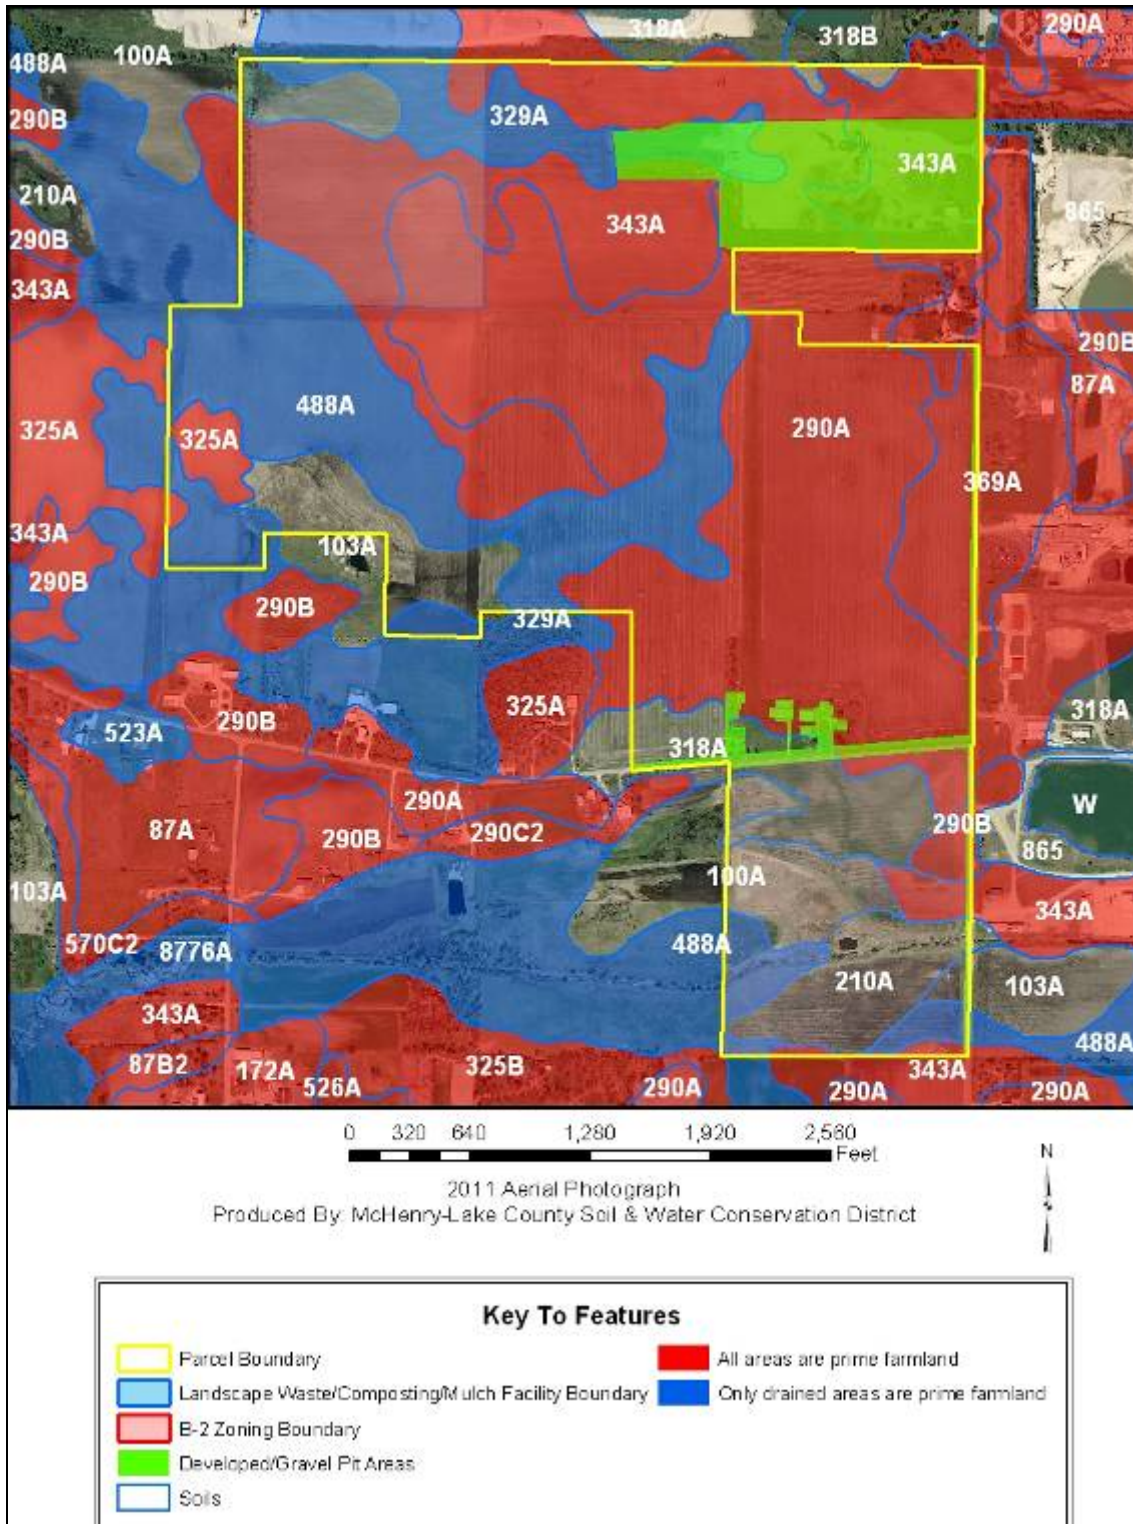 318A
290A
318B
100A
488A
329A
290B
343A
865
210A
343A
290B
343A
290B
87A
488A
290A
325A
325A
369A
343A
103A
290B
290B
329A
325A
318A
523A
290B
318A
290A
W
87A
290B
290C2
290B
865
103A
100A
343A
570C2
8776A
488A
210A
103A
343A
488A
87B2
172A
325B
343A
526A
290A
290A
290A
0 320 640 1,280 1,920 2,560
Feet
N
2011 Aerial Photograph
Produced By: McHenry-Lake County Soil & Water Conservation District
Key To Features
Parcel Boundary
All areas are prime farmland
Landscape Waste/Composting/Mulch Facility Boundary
Only drained areas are prime farmland
B-2 Zoning Boundary
Developed/Gravel Pit Areas
Soils